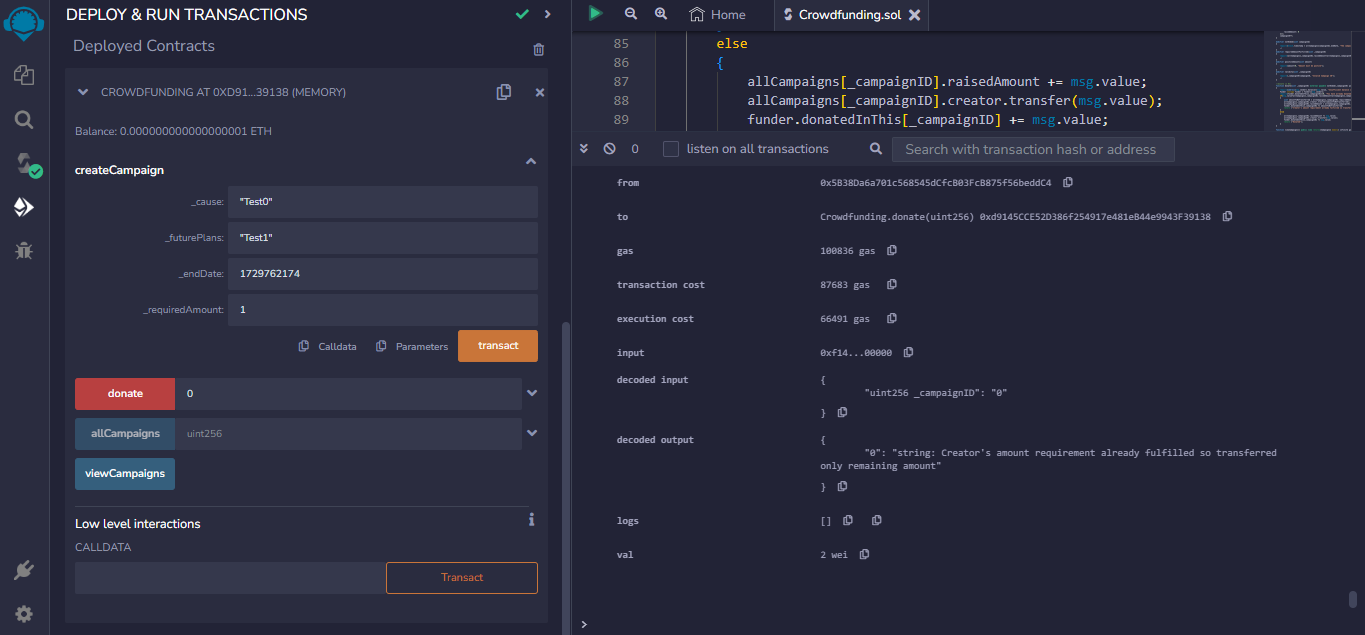 DEPLOY & RUN TRANSACTIONS
Deployed Contracts
CROWDFUNDING AT 0XD91...39138 (MEMORY)
Balance: 0.000000000000000001 ETH
createCampaign
_cause: "Test0"
_futurePlans: "Test1"
_endDate: 1729762174
_requiredAmount: 1
Calldata Parameters transact
donate 0
allCampaigns uint256
viewCampaigns
Low level interactions
CALLDATA
Transact
Home Crowdfunding.sol
85 else
86 {
87 allCampaigns[_campaignID].raisedAmount += msg.value;
88 allCampaigns[_campaignID].creator.transfer(msg.value);
89 funder.donatedInThis[_campaignID] += msg.value;
0 listen on all transactions Search with transaction hash or address
from 0x5B38Da6a701c568545dCfcB03FcB875f56beddC4
to Crowdfunding.donate(uint256) 0xd9145CCE52D386f254917e481eB44e9943F39138
gas 100836 gas
transaction cost 87683 gas
execution cost 66491 gas
input 0xf14...00000
decoded input {
"uint256 _campaignID": "0"
}
decoded output {
"0": "string: Creator's amount requirement already fulfilled so transferred
only remaining amount"
}
logs []
val 2 wei
>